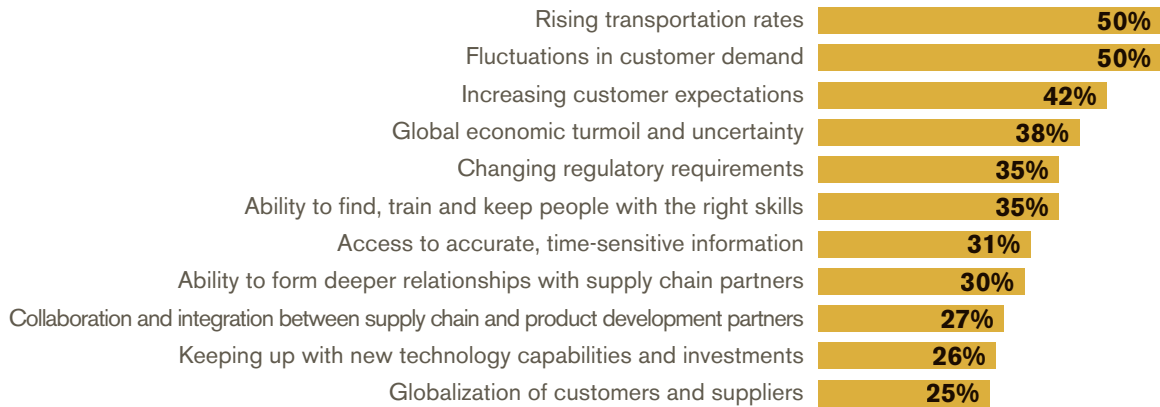 Rising transportation rates 50%
Fluctuations in customer demand 50%
Increasing customer expectations 42%
Global economic turmoil and uncertainty 38%
Changing regulatory requirements 35%
Ability to find, train and keep people with the right skills 35%
Access to accurate, time-sensitive information 31%
Ability to form deeper relationships with supply chain partners 30%
Collaboration and integration between supply chain and product development partners 27%
Keeping up with new technology capabilities and investments 26%
Globalization of customers and suppliers 25%